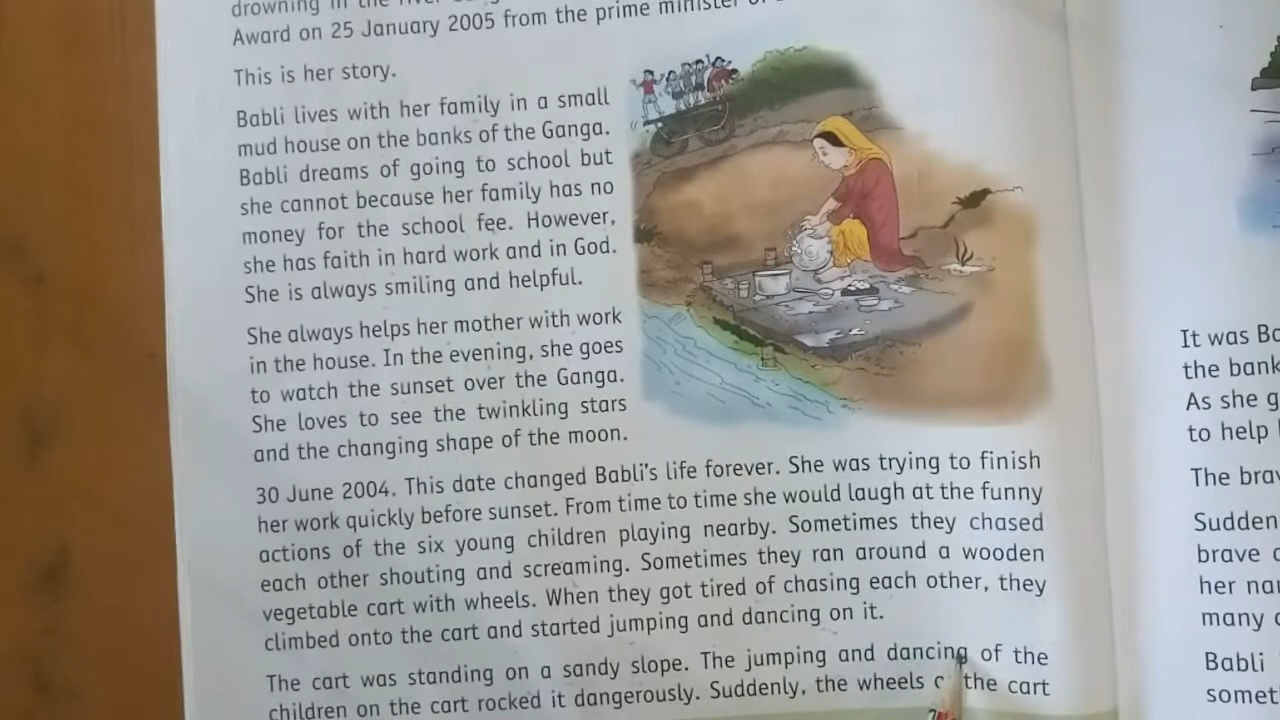 drowning in the river
Award on 25 January 2005 from the prime minister of
This is her story.
Babli lives with her family in a small
mud house on the banks of the Ganga.
Babli dreams of going to school but
she cannot because her family has no
money for the school fee. However,
she has faith in hard work and in God.
She is always smiling and helpful.
She always helps her mother with work
in the house. In the evening, she goes
to watch the sunset over the Ganga.
She loves to see the twinkling stars
and the changing shape of the moon.
30 June 2004. This date changed Babli's life forever. She was trying to finish
her work quickly before sunset. From time to time she would laugh at the funny
actions of the six young children playing nearby. Sometimes they chased
each other shouting and screaming. Sometimes they ran around a wooden
vegetable cart with wheels. When they got tired of chasing each other, they
climbed onto the cart and started jumping and dancing on it.
The cart was standing on a sandy slope. The jumping and dancing of the
children on the cart rocked it dangerously. Suddenly, the wheels the cart
It was
the bank
As she
to help
The
Sudden
brave
her
many
Babli